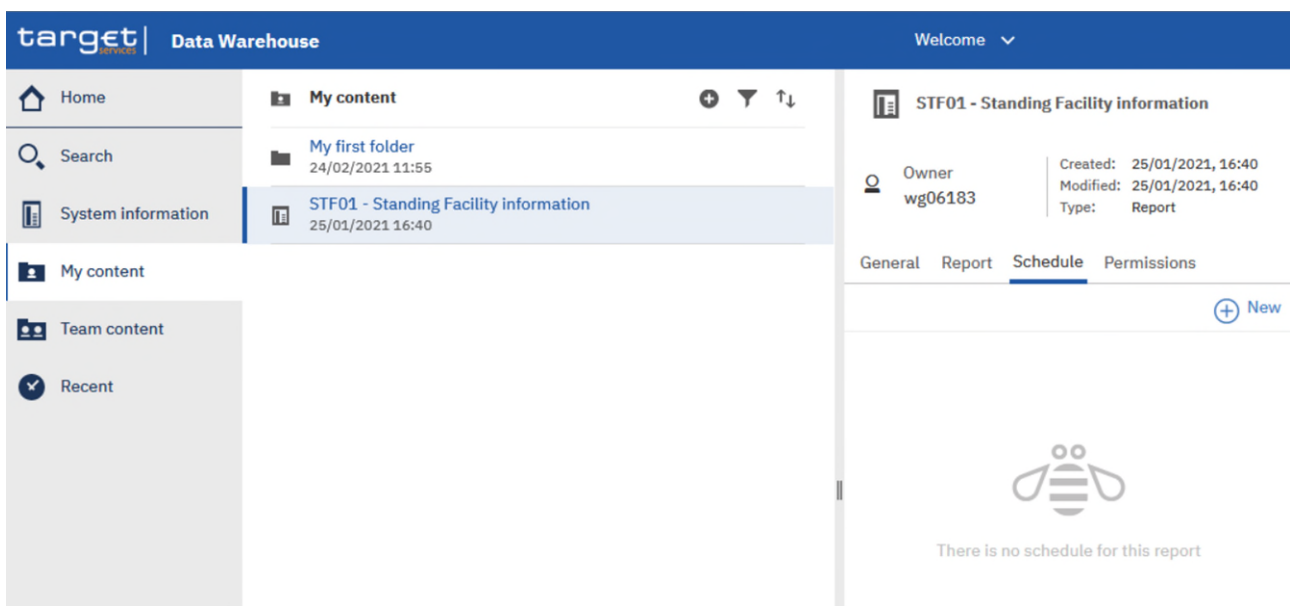 target services Data Warehouse Welcome
Home
Search
System information
My content
Team content
Recent
My content
My first folder
24/02/2021 11:55
STF01 - Standing Facility information
25/01/2021 16:40
STF01 - Standing Facility information
Owner
wg06183
Created: 25/01/2021, 16:40
Modified: 25/01/2021, 16:40
Type: Report
General Report Schedule Permissions
New
There is no schedule for this report